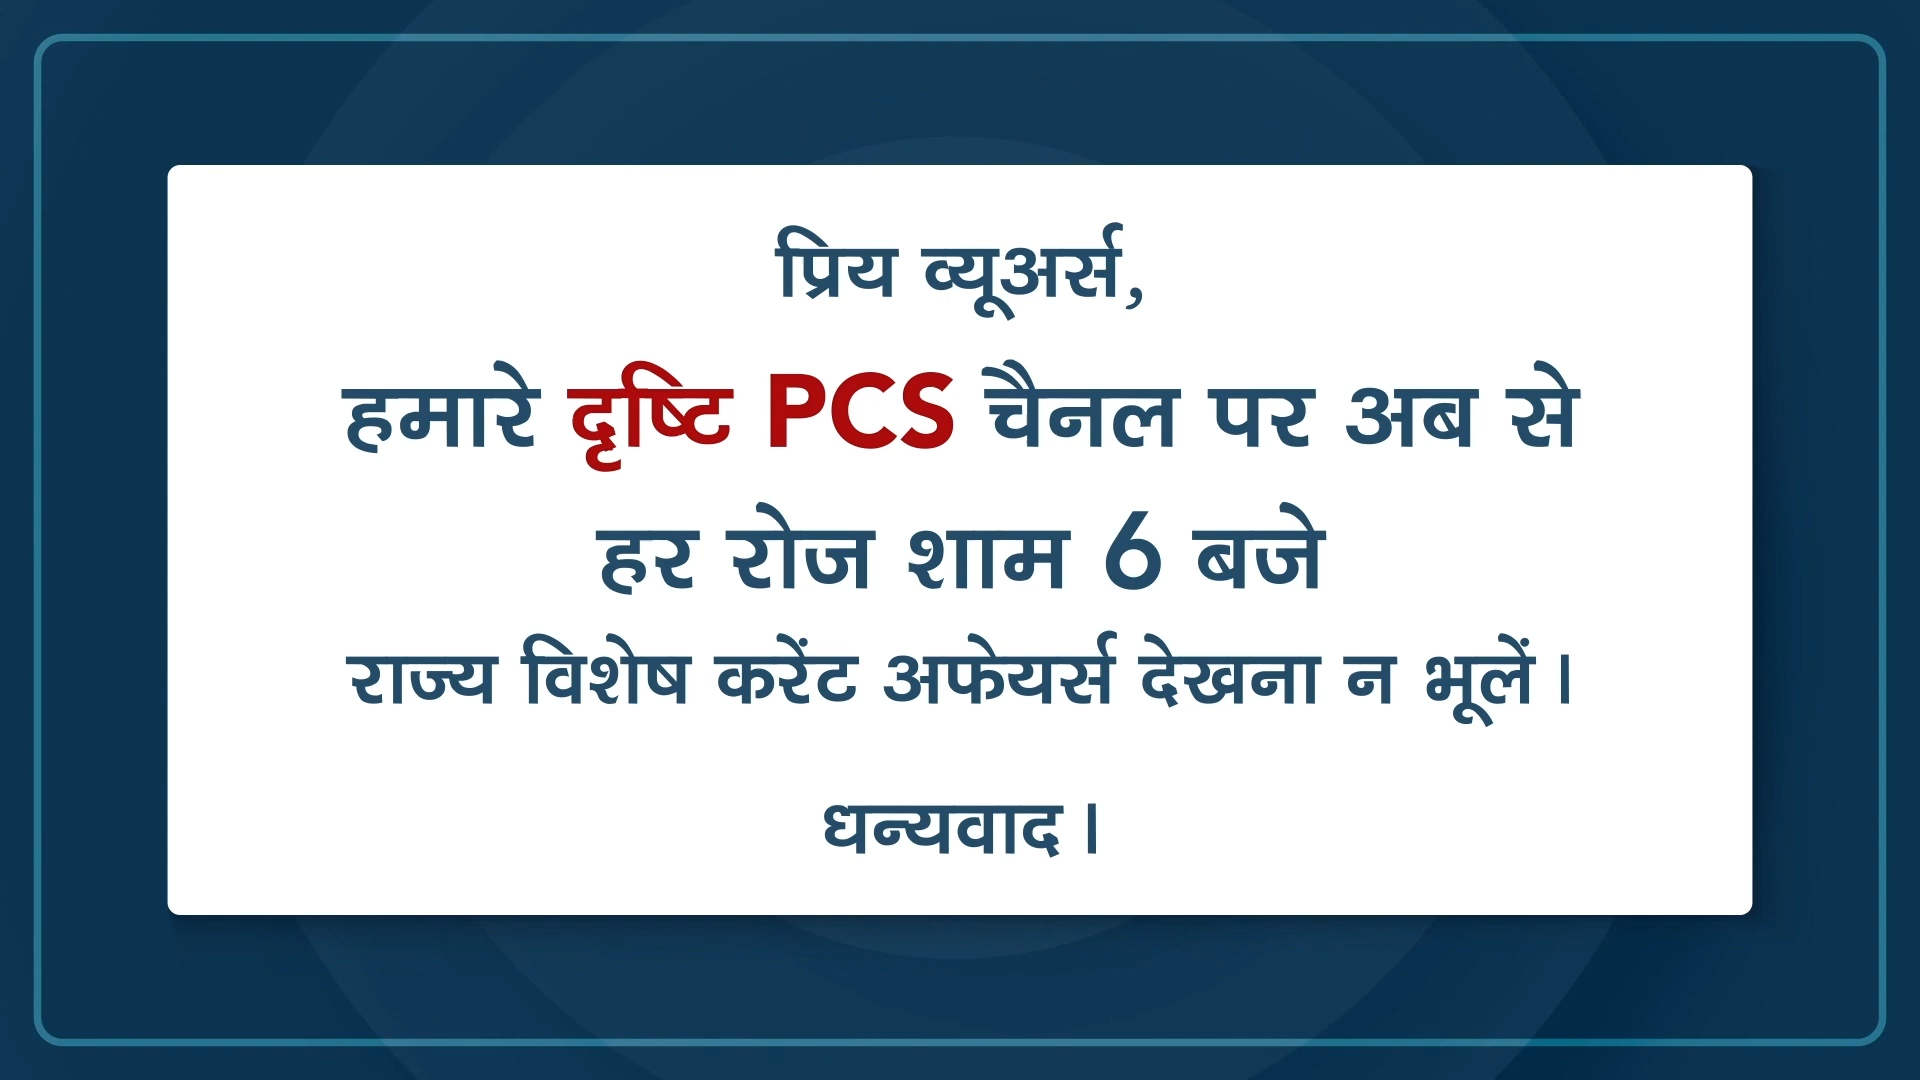 प्रिय व्यूअर्स,
हमारे दृष्टि PCS चैनल पर अब से
हर रोज शाम 6 बजे
राज्य विशेष करेंट अफेयर्स देखना न भूलें।
धन्यवाद।